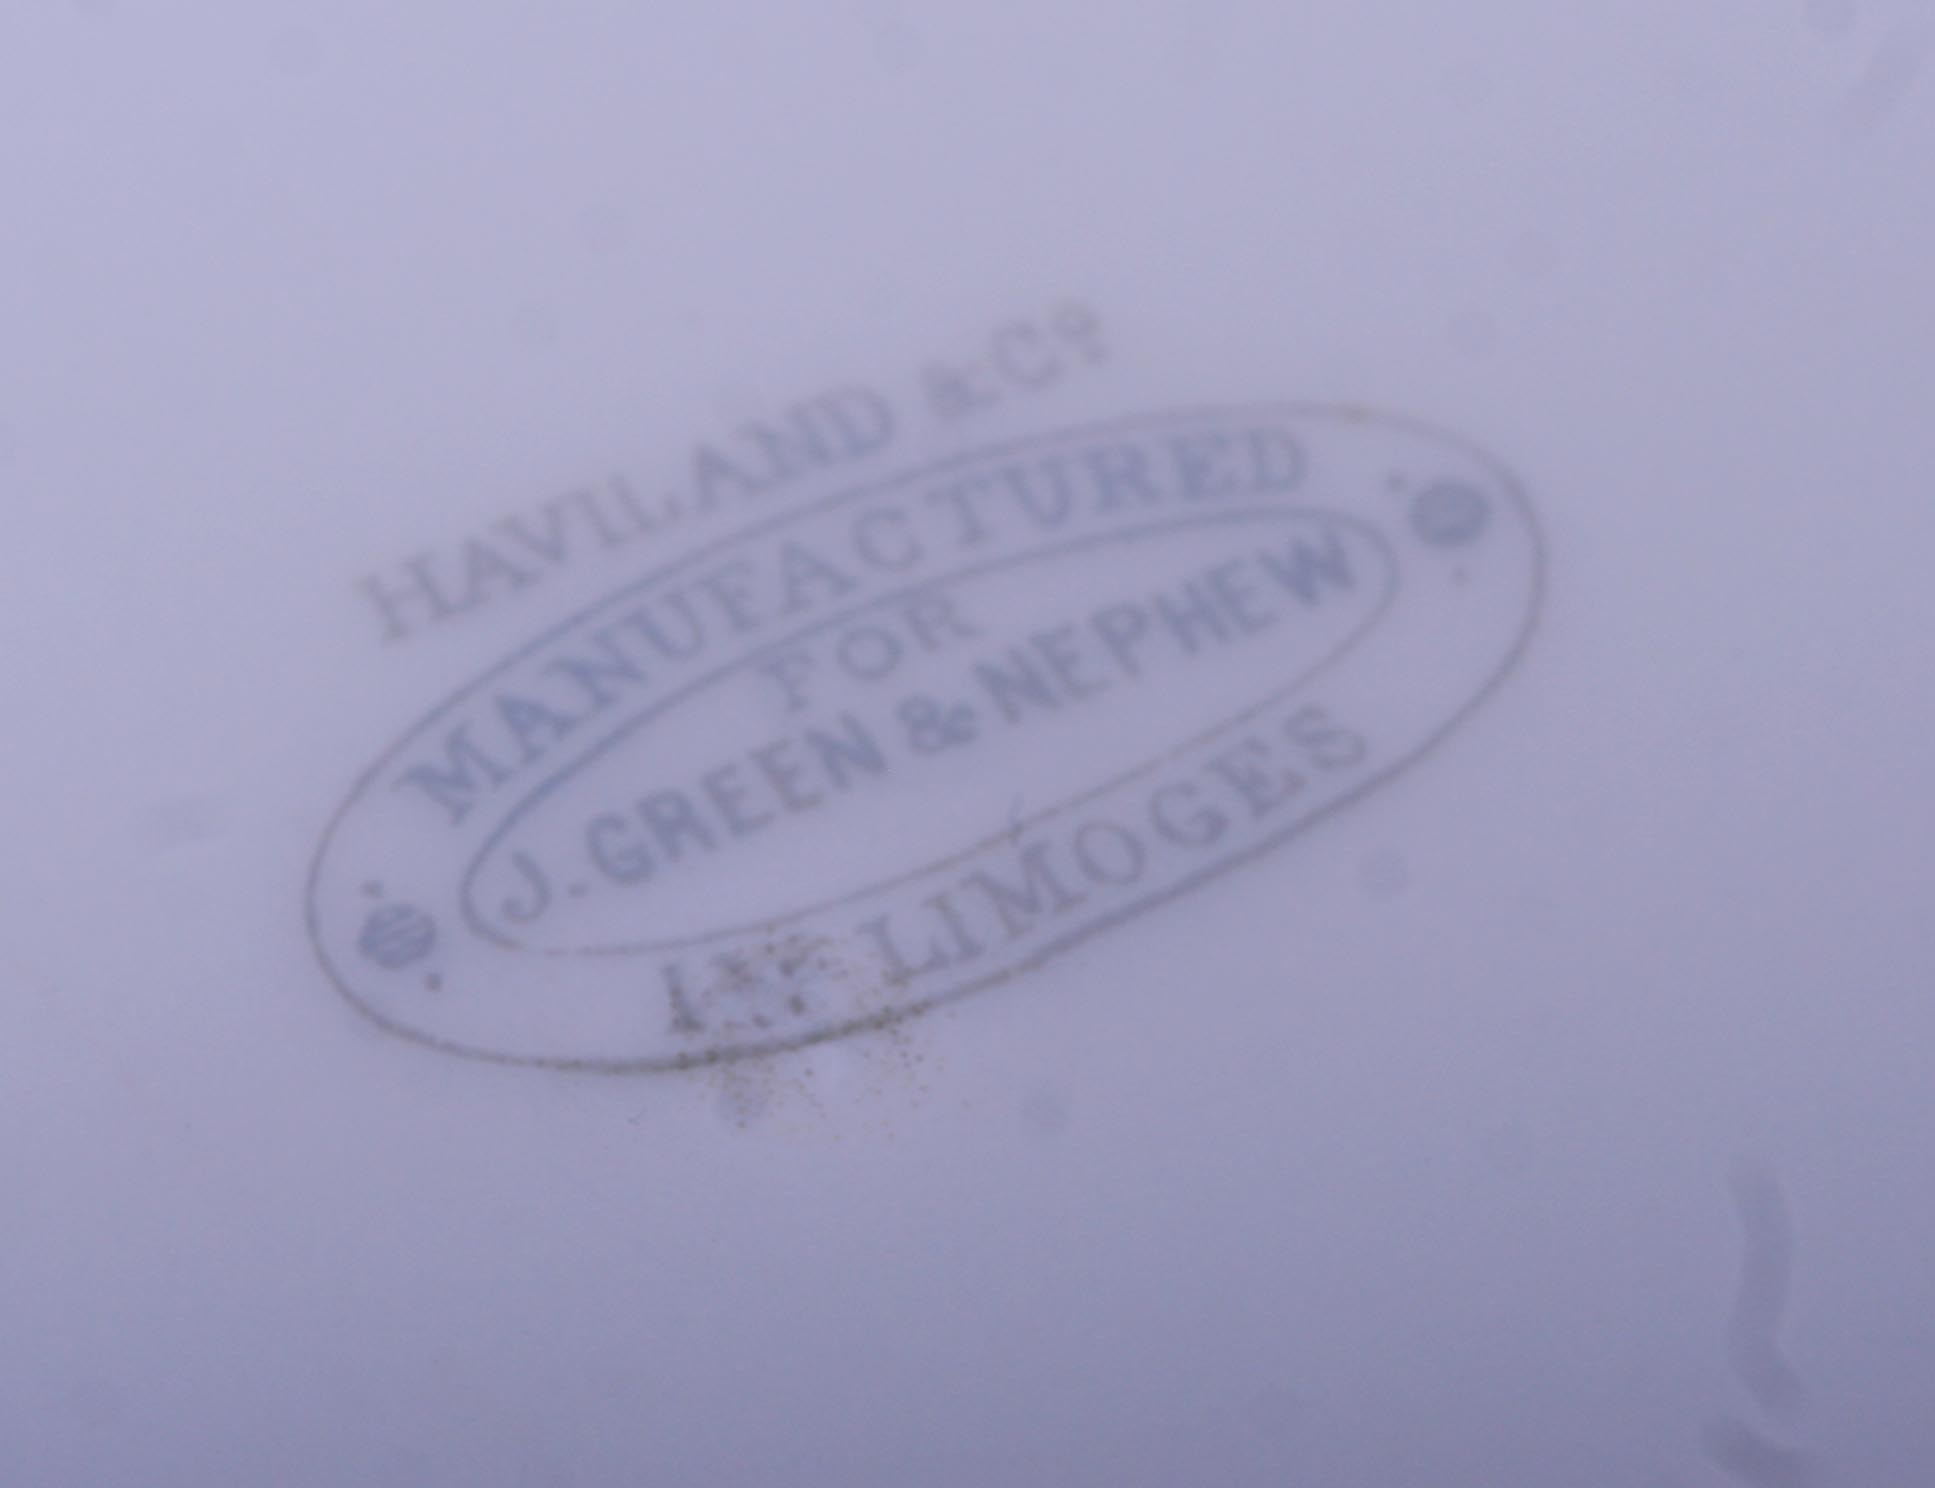 HAVILAND & Cº
MANUFACTURED
FOR
J. GREEN & NEPHEW
LIMOGES